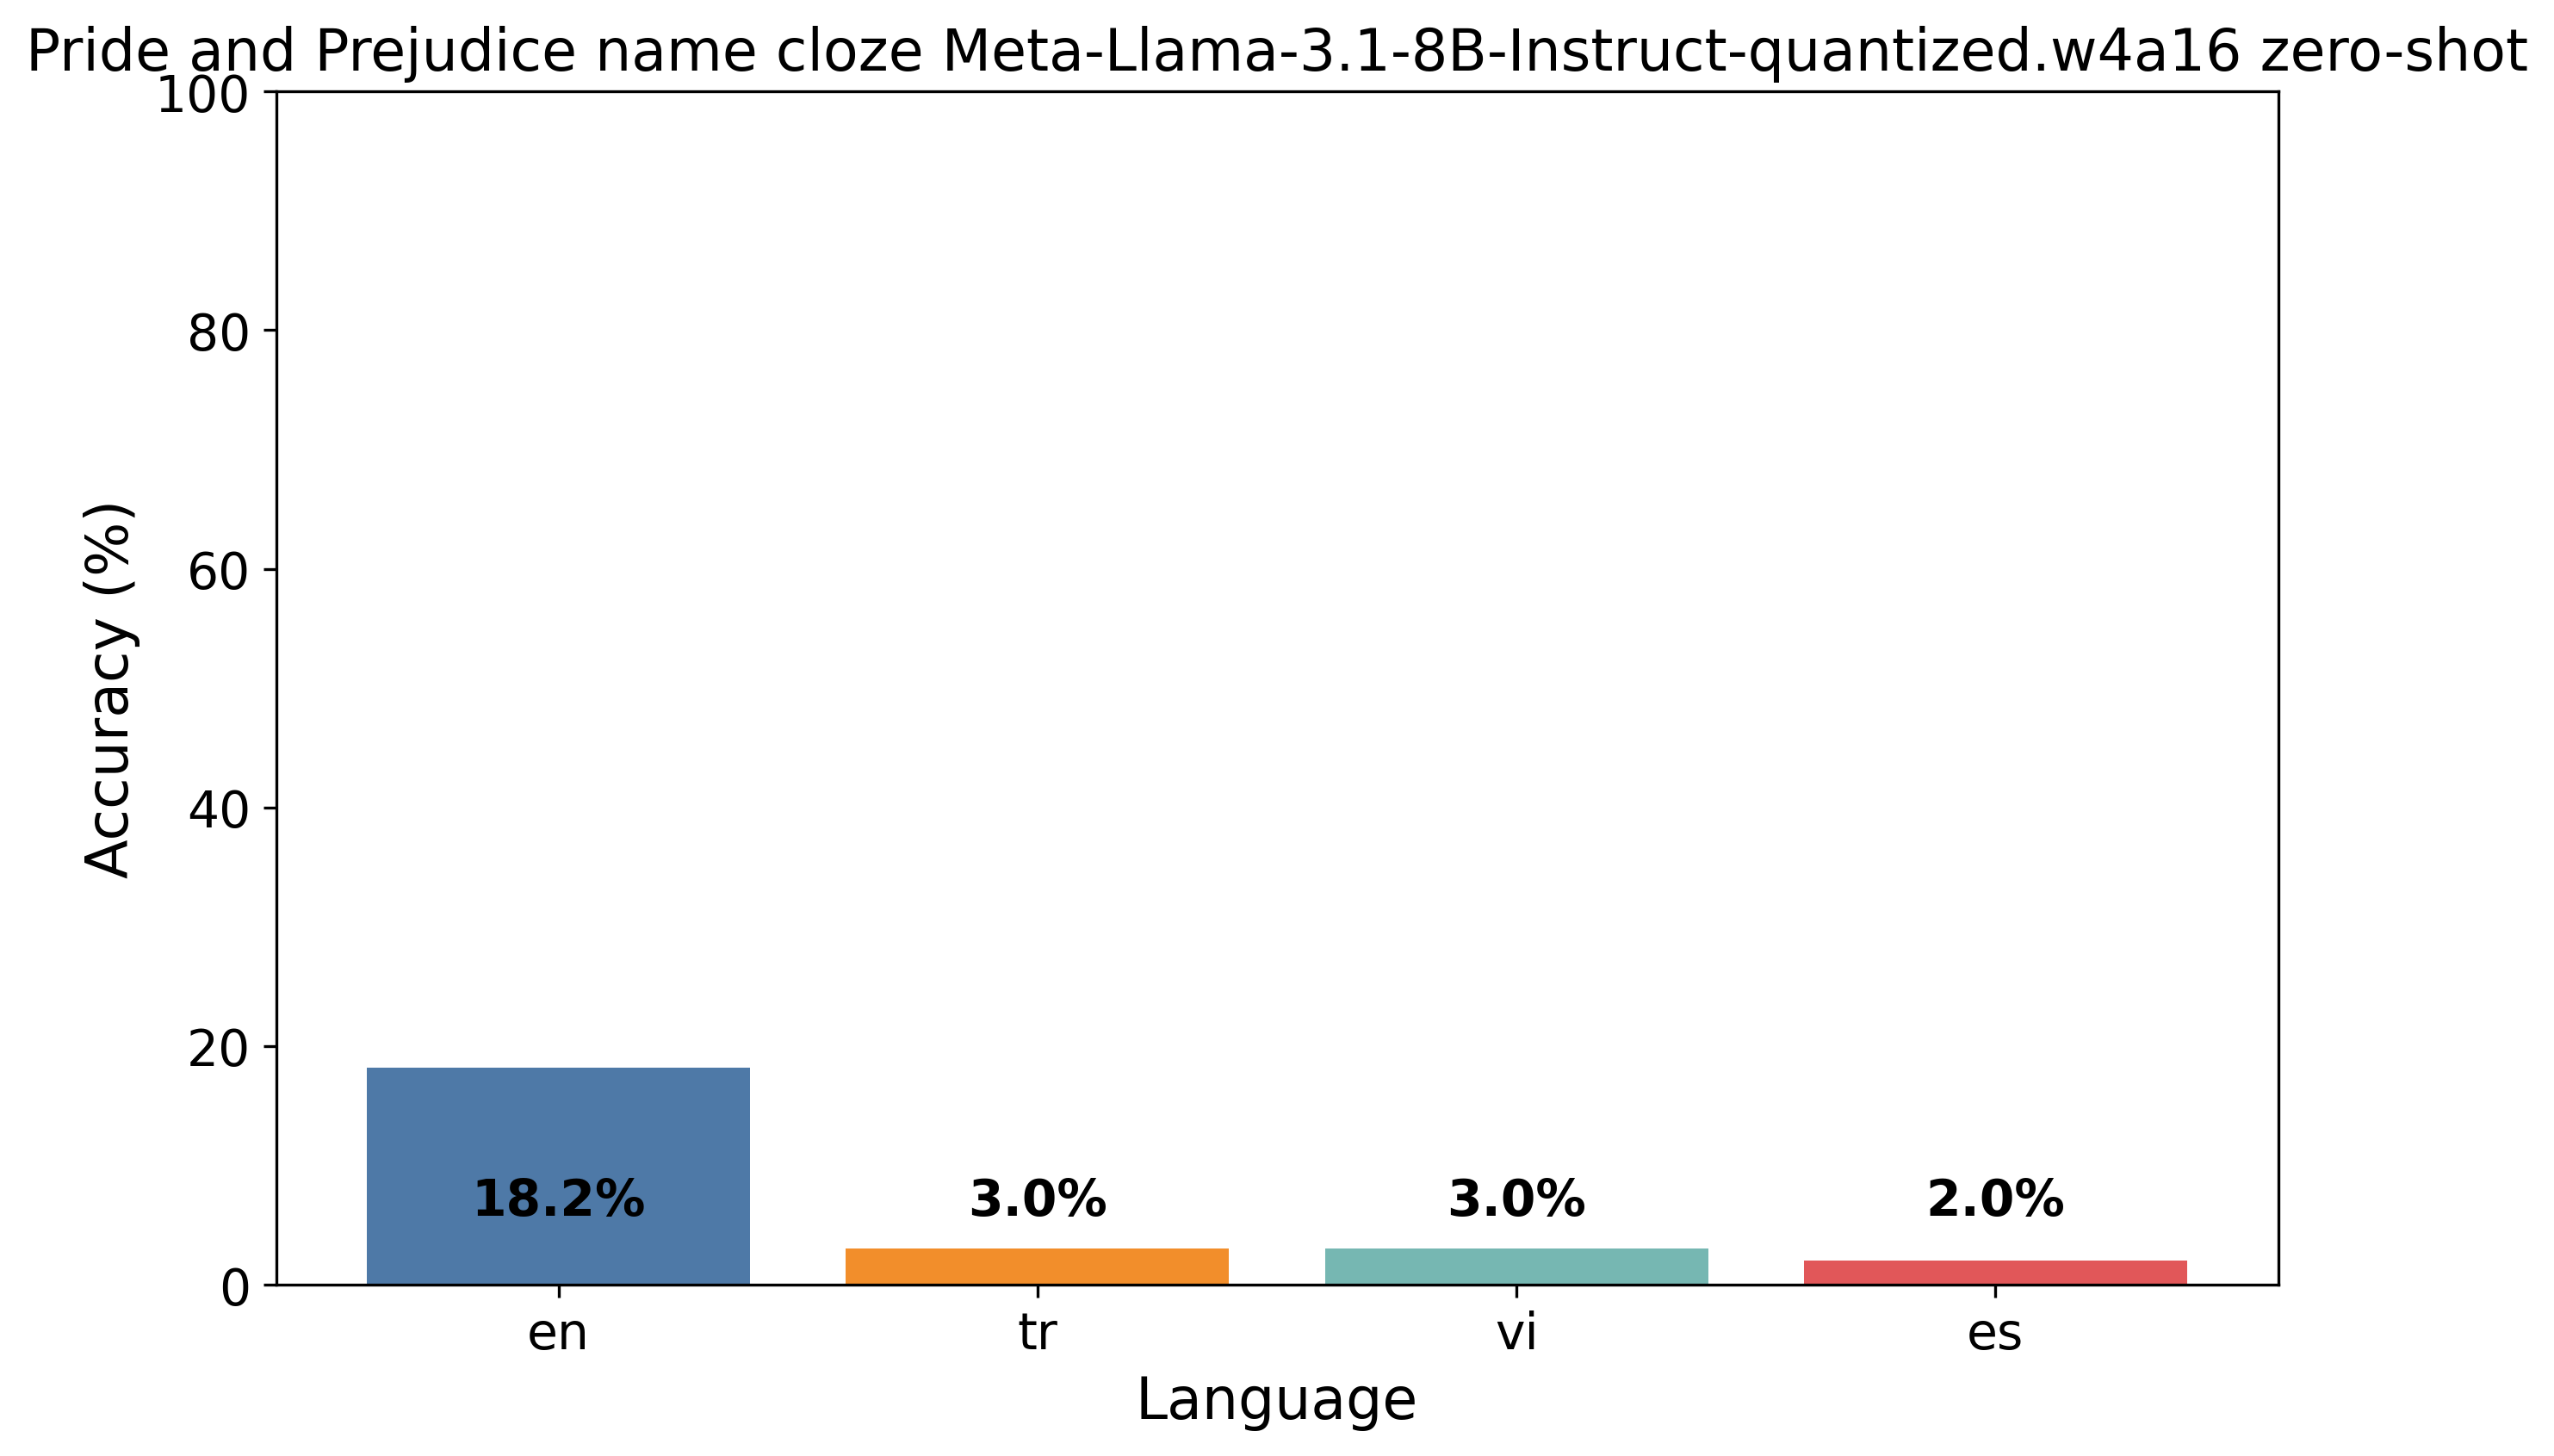 Pride and Prejudice name cloze Meta-Llama-3.1-8B-Instruct-quantized.w4a16 zero-shot
100
80
60
40
20
0
Accuracy (%)
18.2%
3.0%
3.0%
2.0%
en
tr
vi
es
Language